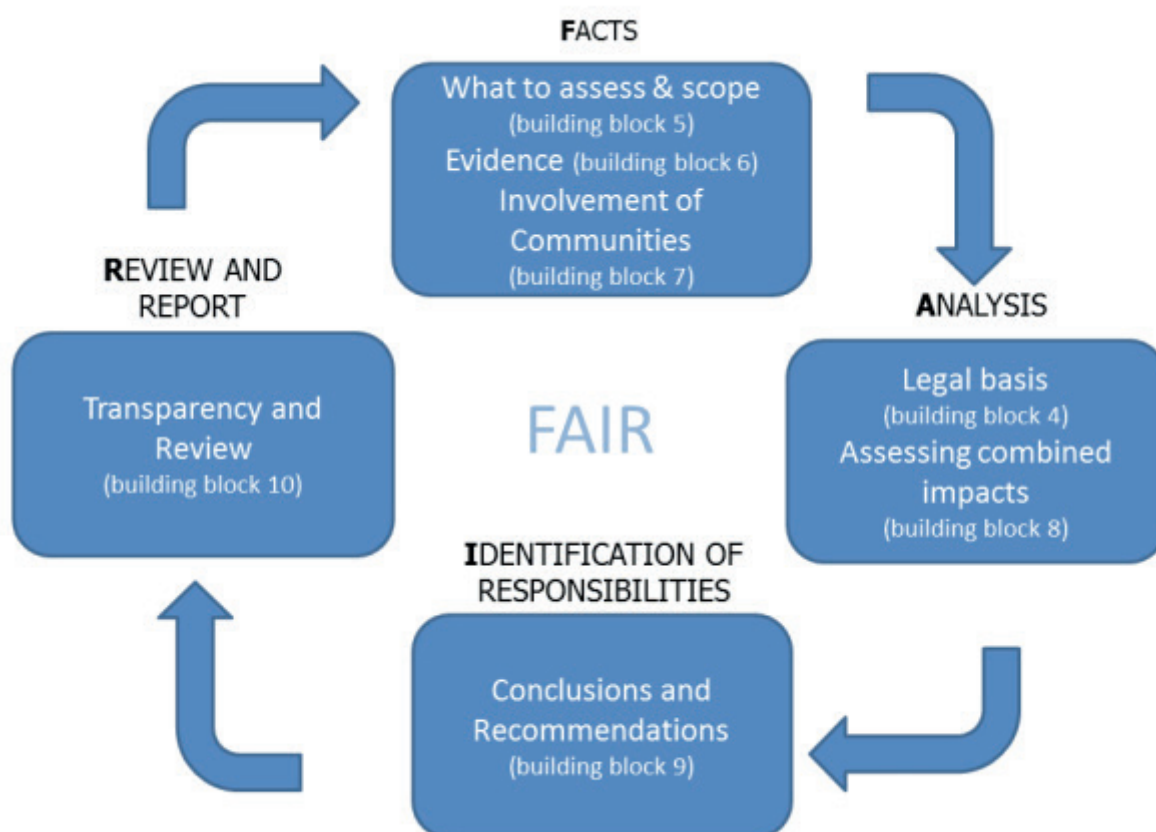 FACTS
What to assess & scope
(building block 5)
Evidence (building block 6)
Involvement of
Communities
(building block 7)
ANALYSIS
Legal basis
(building block 4)
Assessing combined
impacts
(building block 8)
IDENTIFICATION OF
RESPONSIBILITIES
Conclusions and
Recommendations
(building block 9)
REVIEW AND
REPORT
Transparency and
Review
(building block 10)
FAIR